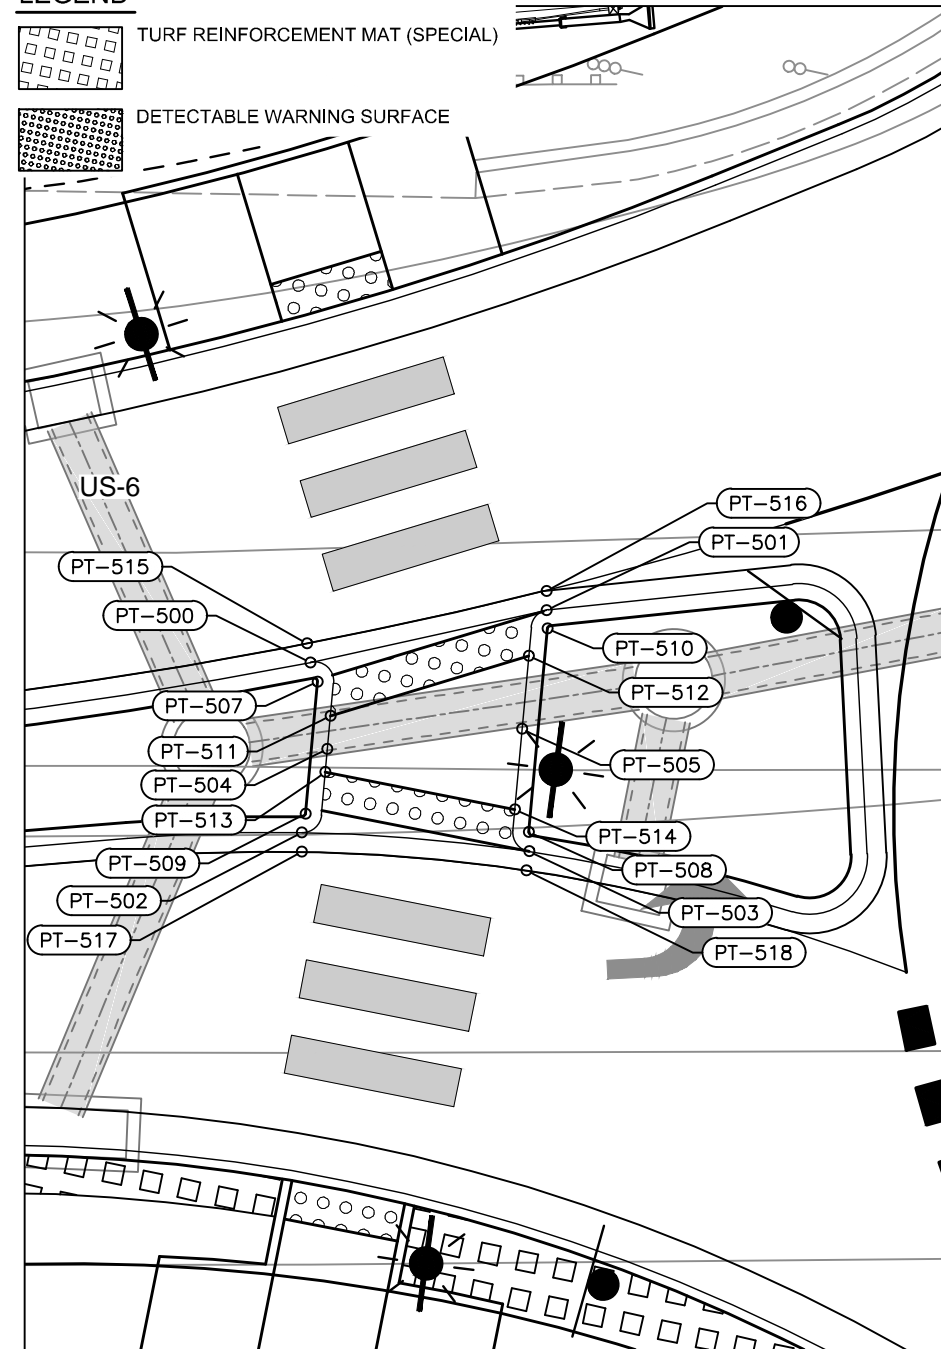 LEGEND
TURF REINFORCEMENT MAT (SPECIAL)
DETECTABLE WARNING SURFACE
US-6
PT-516
PT-501
PT-515
PT-500
PT-510
PT-512
PT-507
PT-511
PT-505
PT-504
PT-513
PT-514
PT-509
PT-508
PT-502
PT-503
PT-517
PT-518